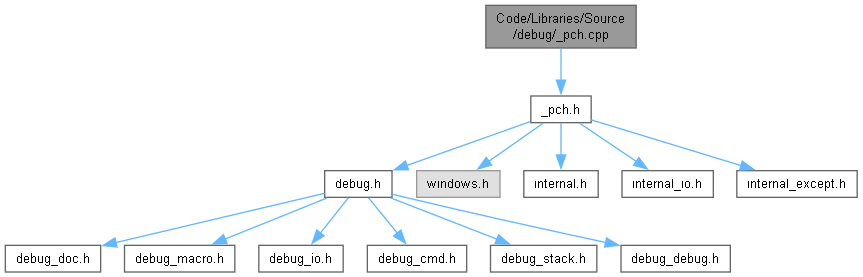 Code/Libraries/Source
/debug/_pch.cpp
_pch.h
debug.h
windows.h
internal.h
internal_io.h
internal_except.h
debug_doc.h
debug_macro.h
debug_io.h
debug_cmd.h
debug_stack.h
debug_debug.h